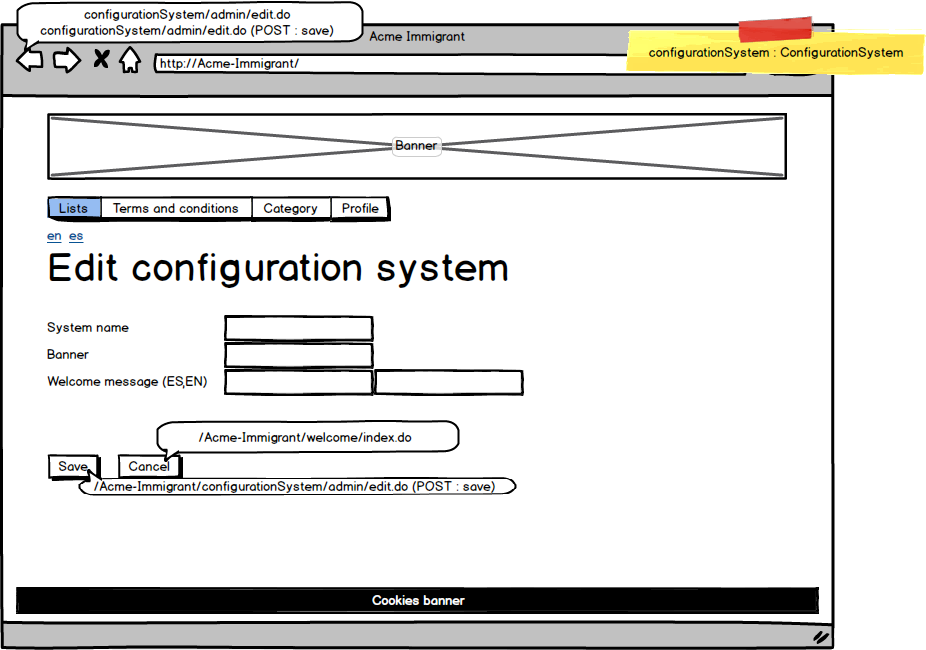 configurationSystem/admin/edit.do
configurationSystem/admin/edit.do (POST : save)
Acme Immigrant
configurationSystem : ConfigurationSystem
http://Acme-Immigrant/
Banner
Lists Terms and conditions Category Profile
en es
Edit configuration system
System name
Banner
Welcome message (ES,EN)
/Acme-Immigrant/welcome/index.do
Save Cancel
/Acme-Immigrant/configurationSystem/admin/edit.do (POST : save)
Cookies banner